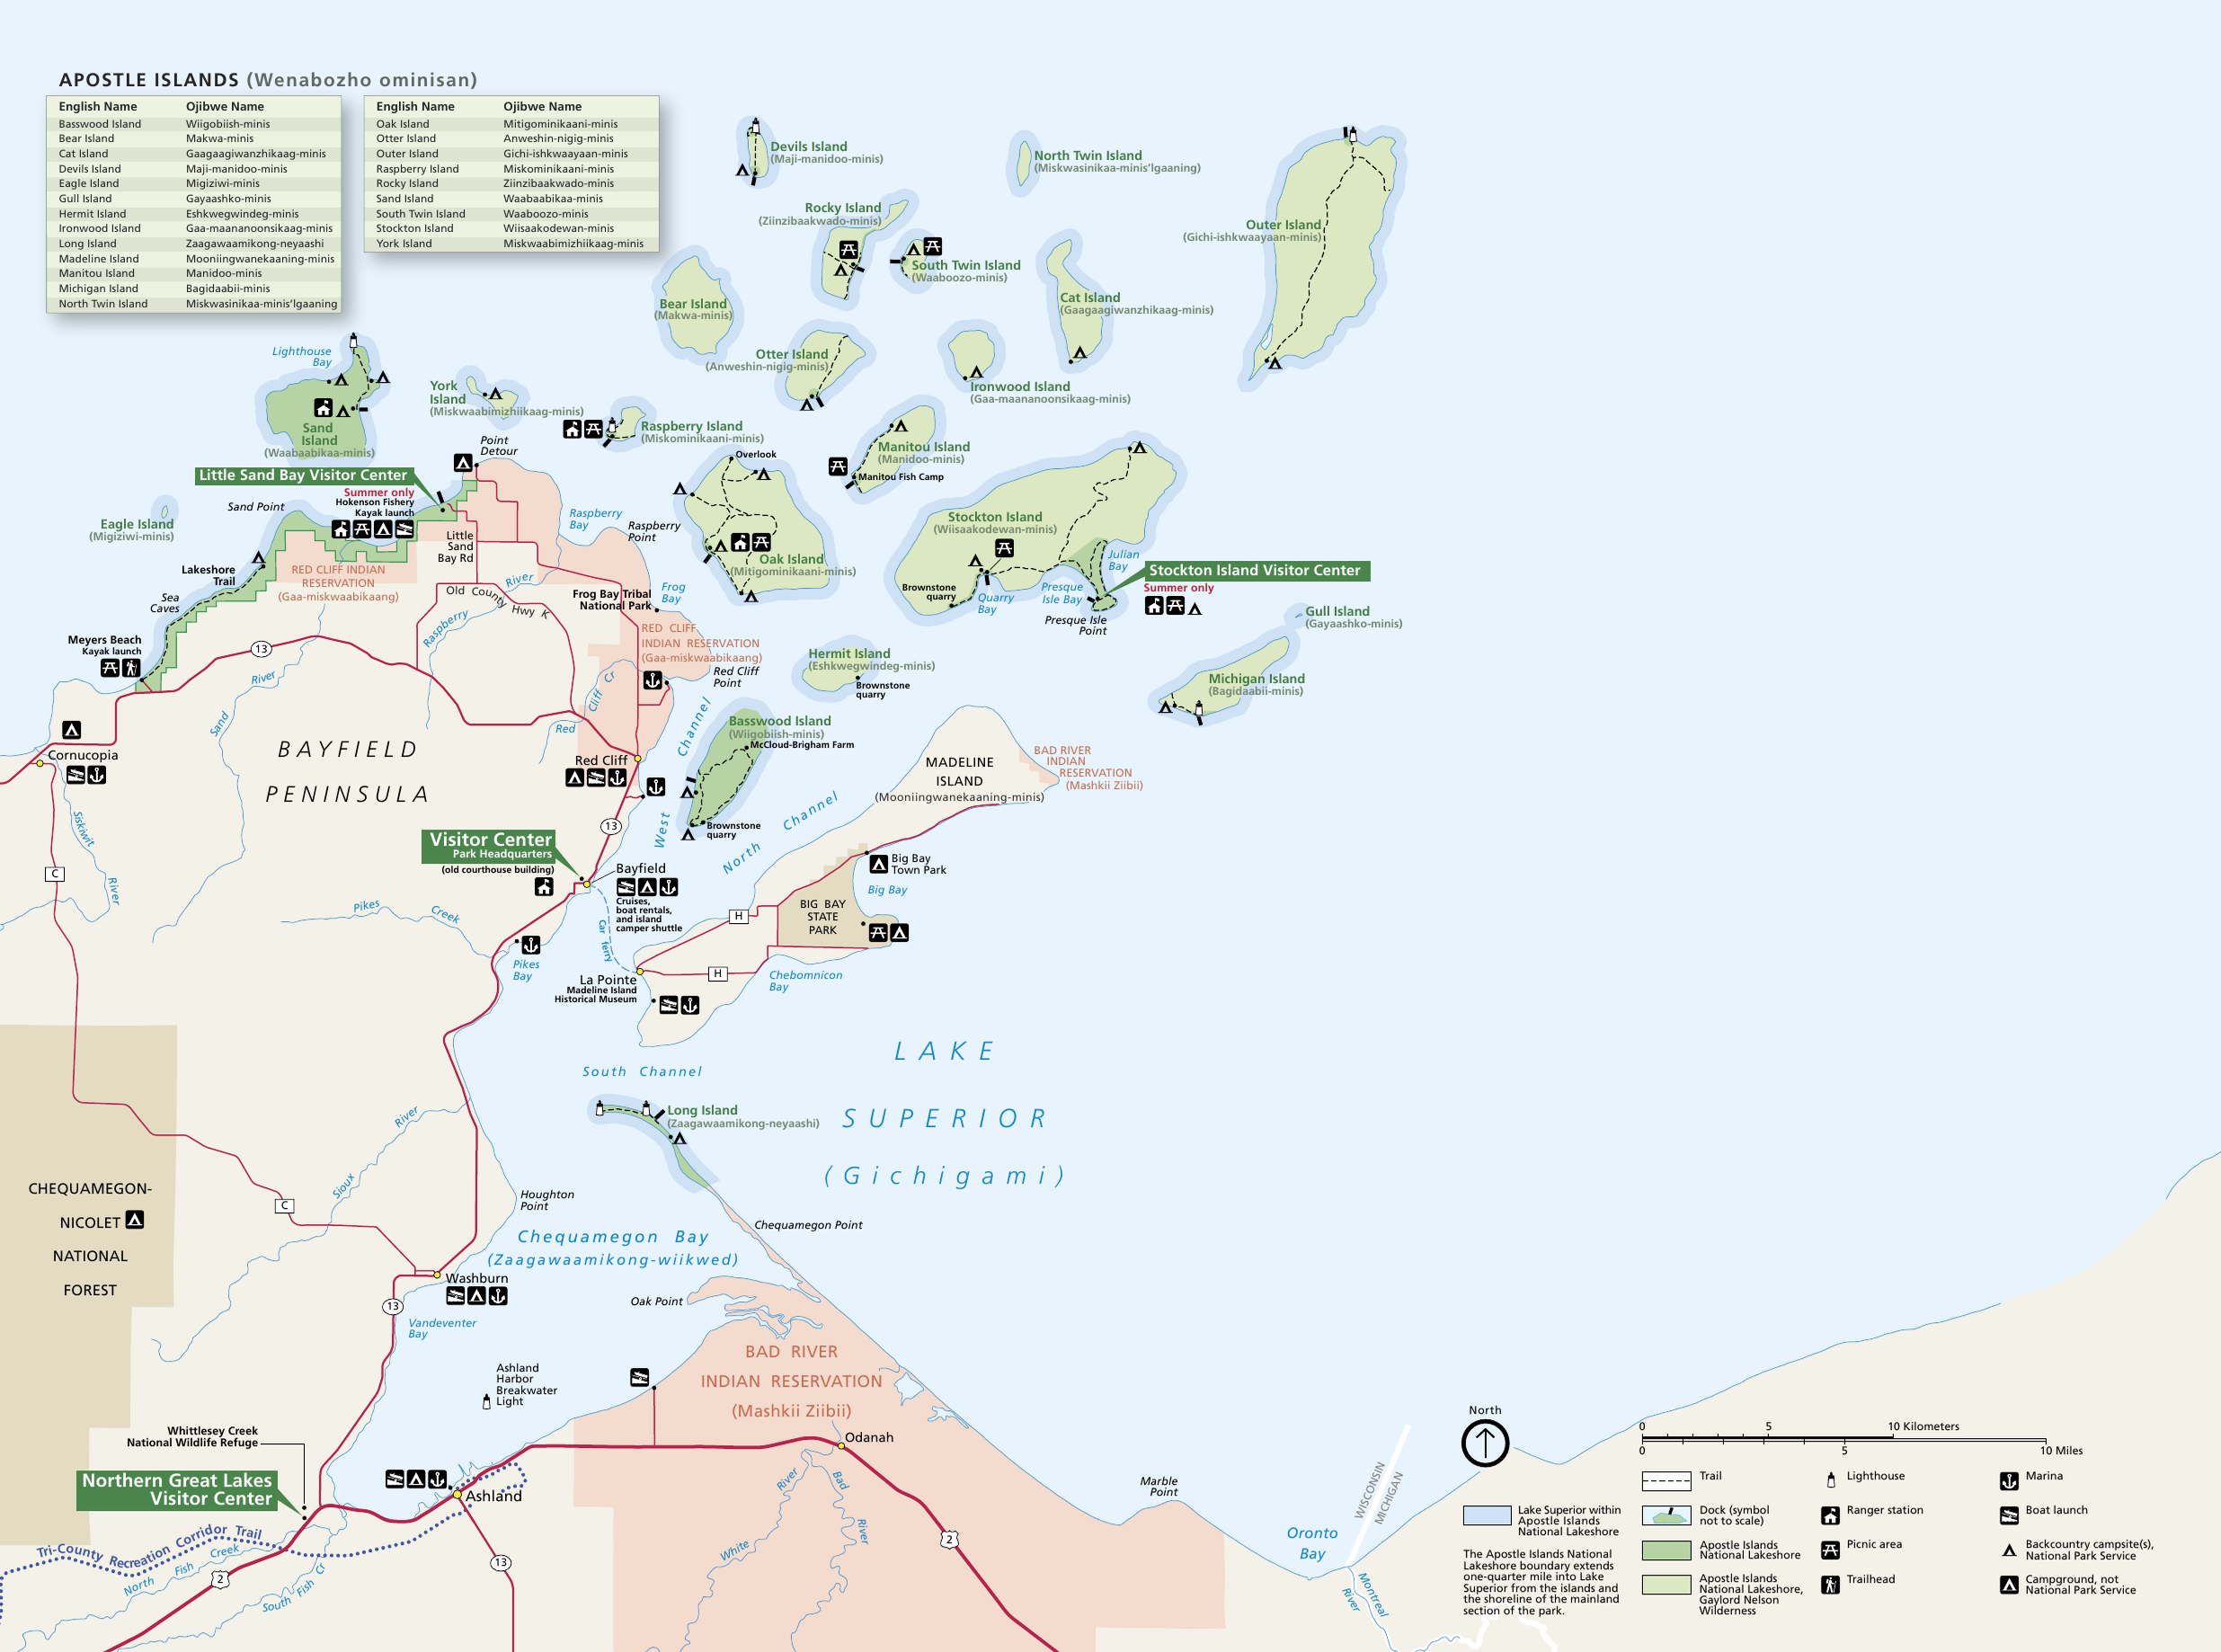 APOSTLE ISLANDS (Wenabozho ominisan)
English Name Ojibwe Name
Basswood Island Wiigobiish-minis
Bear Island Makwa-minis
Cat Island Gaagaagiwanzhikaag-minis
Devils Island Maji-manidoo-minis
Eagle Island Migiziwi-minis
Gull Island Gayaashko-minis
Hermit Island Eshkwegwindeg-minis
Ironwood Island Gaa-maananoonsikaag-minis
Long Island Zaagawaamikong-neyaashi
Madeline Island Mooniingwanekaaning-minis
Manitou Island Manidoo-minis
Michigan Island Bagidaabii-minis
North Twin Island Miskwasinikaa-minis'lgaaning
English Name Ojibwe Name
Oak Island Mitigominikaani-minis
Otter Island Anweshin-nigig-minis
Outer Island Gichi-ishkwaayaan-minis
Raspberry Island Miskominikaani-minis
Rocky Island Ziinzibaakwado-minis
Sand Island Waabaabikaa-minis
South Twin Island Waaboozo-minis
Stockton Island Wiisaakodewan-minis
York Island Miskwaabimizhiikaag-minis
Devils Island
(Maji-manidoo-minis)
North Twin Island
(Miskwasinikaa-minis'lgaaning)
Rocky Island
(Ziinzibaakwado-minis)
Outer Island
(Gichi-ishkwaayaan-minis)
South Twin Island
(Waaboozo-minis)
Bear Island
(Makwa-minis)
Cat Island
(Gaagaagiwanzhikaag-minis)
Lighthouse
Bay
Otter Island
(Anweshin-nigig-minis)
Ironwood Island
(Gaa-maananoonsikaag-minis)
York
Island
(Miskwaabimizhiikaag-minis)
Sand
Island
(Waabaabikaa-minis)
Raspberry Island
(Miskominikaani-minis)
Point
Detour
Manitou Island
(Manidoo-minis)
Manitou Fish Camp
Overlook
Little Sand Bay Visitor Center
Summer only
Hokenson Fishery
Kayak launch
Sand Point
Eagle Island
(Migiziwi-minis)
Raspberry
Bay
Raspberry
Point
Little
Sand
Bay Rd
Stockton Island
(Wiisaakodewan-minis)
Oak Island
(Mitigominikaani-minis)
Julian
Bay
Stockton Island Visitor Center
Summer only
Lakeshore
Trail
RED CLIFF INDIAN
RESERVATION
(Gaa-miskwaabikaang)
Raspberry River
Old County Hwy K
Frog Bay Tribal
National Park
Frog
Bay
Brownstone
quarry
Quarry
Bay
Presque
Isle Bay
Presque Isle
Point
Gull Island
(Gayaashko-minis)
Sea
Caves
Meyers Beach
Kayak launch
13
RED CLIFF
INDIAN RESERVATION
(Gaa-miskwaabikaang)
Red Cliff
Point
Hermit Island
(Eshkwegwindeg-minis)
Brownstone
quarry
Michigan Island
(Bagidaabii-minis)
Sand River
Red Cliff Cr
Basswood Island
(Wiigobiish-minis)
McCloud-Brigham Farm
Brownstone
quarry
Cornucopia
BAYFIELD
PENINSULA
Red Cliff
West Channel
North Channel
MADELINE
ISLAND
(Mooniingwanekaaning-minis)
BAD RIVER
INDIAN
RESERVATION
(Mashkii Ziibii)
Siskiwit River
C
13
Visitor Center
Park Headquarters
(old courthouse building)
Bayfield
Cruises,
boat rentals,
and island
camper shuttle
Car ferry
Big Bay
Town Park
Big Bay
BIG BAY
STATE
PARK
H
H
Pikes Creek
Pikes
Bay
La Pointe
Madeline Island
Historical Museum
Chebomnicon
Bay
LAKE
SUPERIOR
(Gichigami)
South Channel
Long Island
(Zaagawaamikong-neyaashi)
Sioux River
C
CHEQUAMEGON-
NICOLET
NATIONAL
FOREST
Houghton
Point
Chequamegon Point
Chequamegon Bay
(Zaagawaamikong-wiikwed)
Washburn
13
Vandeventer
Bay
Oak Point
BAD RIVER
INDIAN RESERVATION
(Mashkii Ziibii)
Ashland
Harbor
Breakwater
Light
Odanah
Whittlesey Creek
National Wildlife Refuge
Northern Great Lakes
Visitor Center
Ashland
Tri-County Recreation Corridor Trail
North Fish Creek
South Fish Cr
2
13
White River
Bad River
2
Marble
Point
Oronto
Bay
WISCONSIN
MICHIGAN
Montreal River
North
0 5 10 Kilometers
0 5 10 Miles
Lake Superior within
Apostle Islands
National Lakeshore
The Apostle Islands National
Lakeshore boundary extends
one-quarter mile into Lake
Superior from the islands and
the shoreline of the mainland
section of the park.
Trail
Dock (symbol
not to scale)
Apostle Islands
National Lakeshore
Apostle Islands
National Lakeshore,
Gaylord Nelson
Wilderness
Lighthouse
Ranger station
Picnic area
Trailhead
Marina
Boat launch
Backcountry campsite(s),
National Park Service
Campground, not
National Park Service